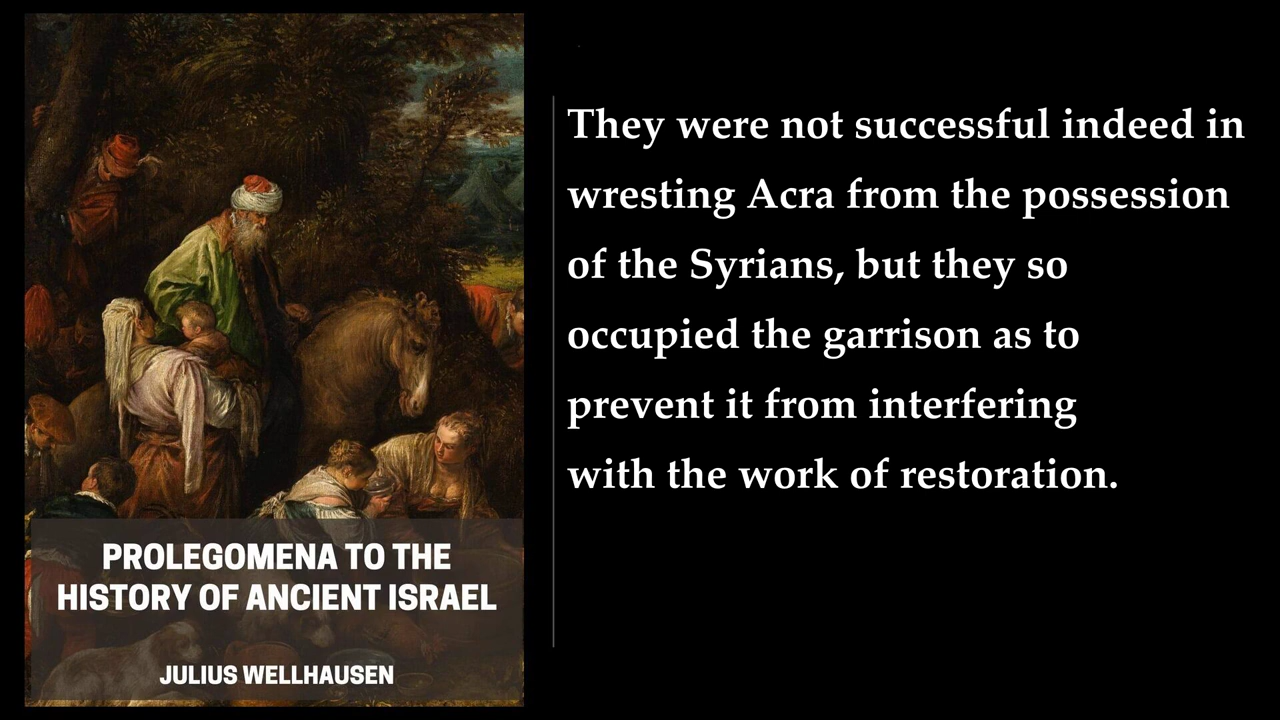 They were not successful indeed in
wresting Acra from the possession
of the Syrians, but they so
occupied the garrison as to
prevent it from interfering
with the work of restoration.
PROLEGOMENA TO THE
HISTORY OF ANCIENT ISRAEL
JULIUS WELLHAUSEN